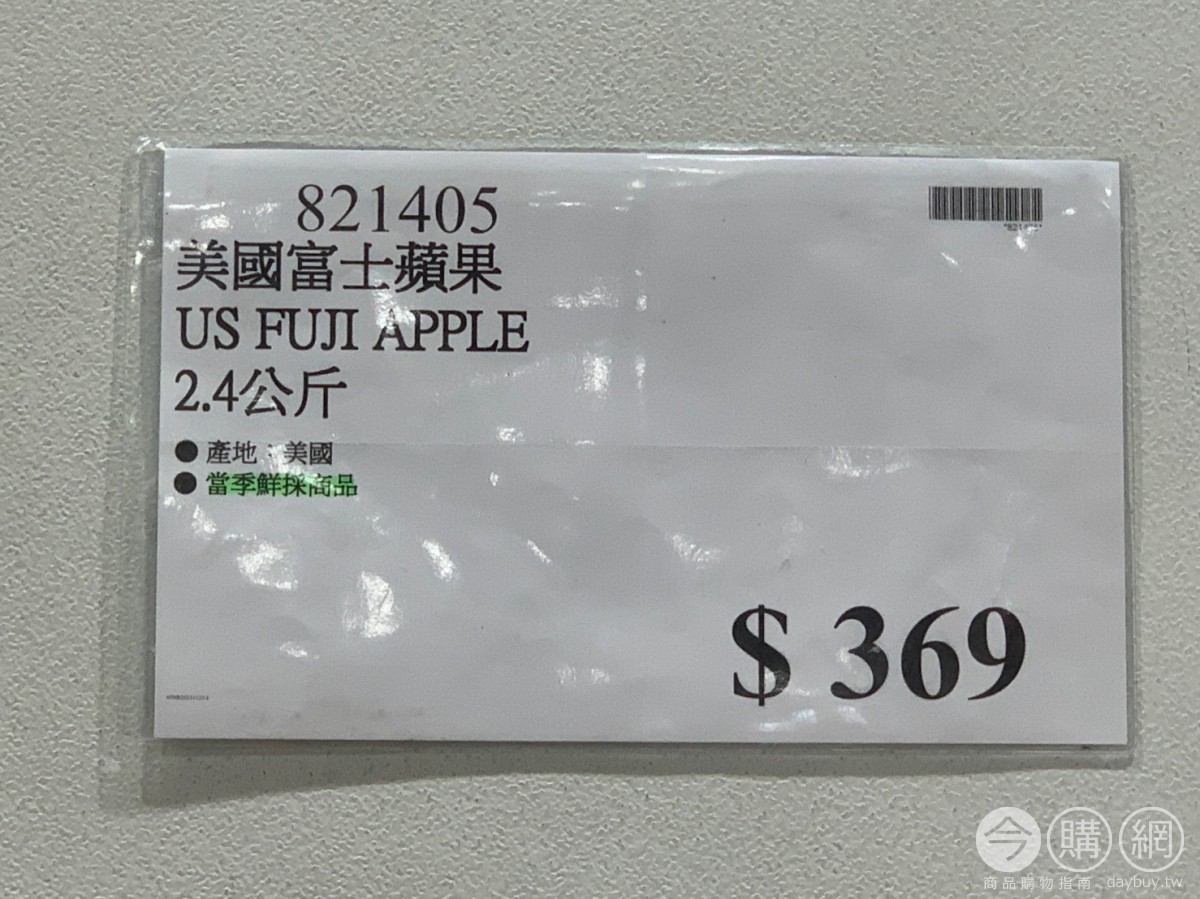 821405
*821405*
美國富士蘋果
US FUJI APPLE
2.4公斤
● 產地：美國
● 當季鮮採商品
$ 369
今購網
商品購物指南 daybuy.tw